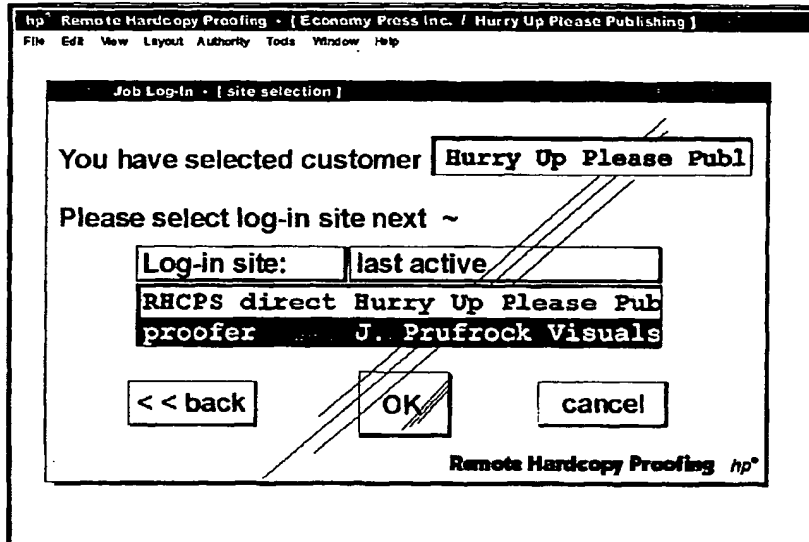 hp° Remote Hardcopy Proofing • [ Economy Press Inc. / Hurry Up Please Publishing ]
File Edit View Layout Authority Tools Window Help
Job Log-In • [ site selection ]
You have selected customer Hurry Up Please Publ
Please select log-in site next ~
Log-in site: last active
RHCPS direct Hurry Up Please Pub
proofer J. Prufrock Visuals
< < back OK cancel
Remote Hardcopy Proofing hp°